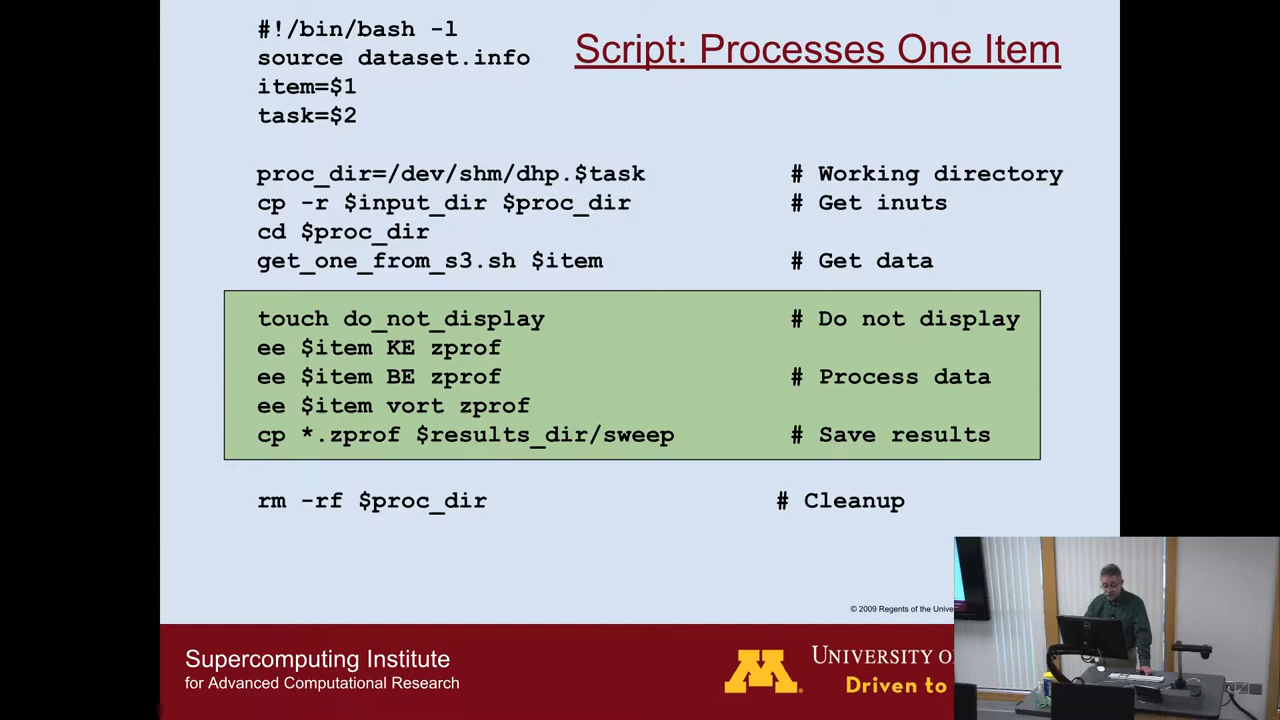 #!/bin/bash -l
source dataset.info
Script: Processes One Item
item=$1
task=$2
proc_dir=/dev/shm/dhp.$task # Working directory
cp -r $input_dir $proc_dir # Get inuts
cd $proc_dir
get_one_from_s3.sh $item # Get data
touch do_not_display # Do not display
ee $item KE zprof
ee $item BE zprof # Process data
ee $item vort zprof
cp *.zprof $results_dir/sweep # Save results
rm -rf $proc_dir # Cleanup
© 2009 Regents of the
Supercomputing Institute
for Advanced Computational Research
UNIVERSITY
Driven to